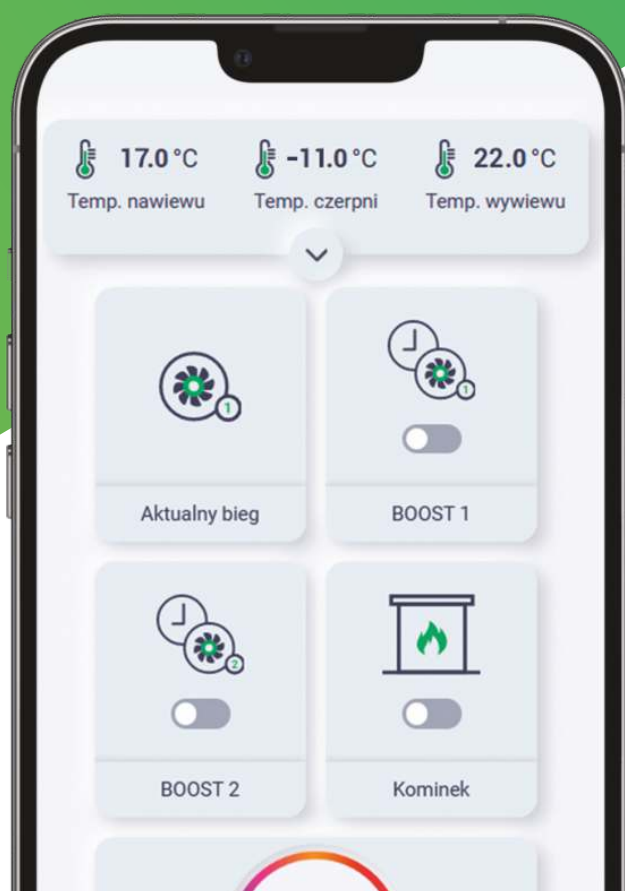 17.0 °C -11.0 °C 22.0 °C
Temp. nawiewu Temp. czerpni Temp. wywiewu
1 1
Aktualny bieg BOOST 1
2
BOOST 2 Kominek